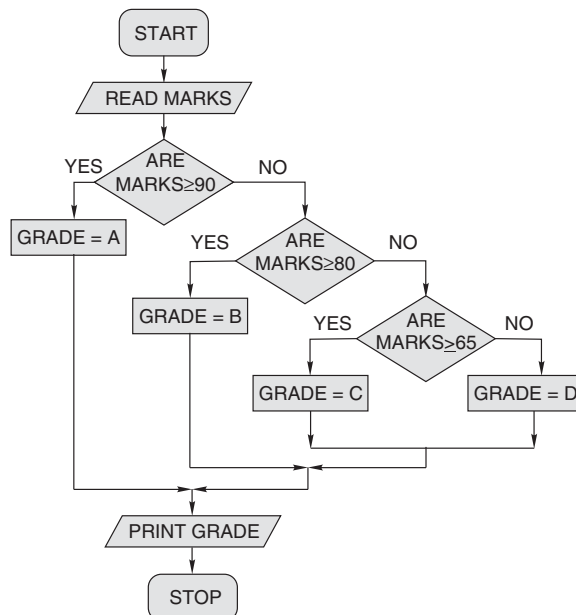 START
READ MARKS
YES
ARE
MARKS≥90
NO
GRADE = A
YES
ARE
MARKS≥80
NO
GRADE = B
YES
ARE
MARKS≥65
NO
GRADE = C
GRADE = D
PRINT GRADE
STOP